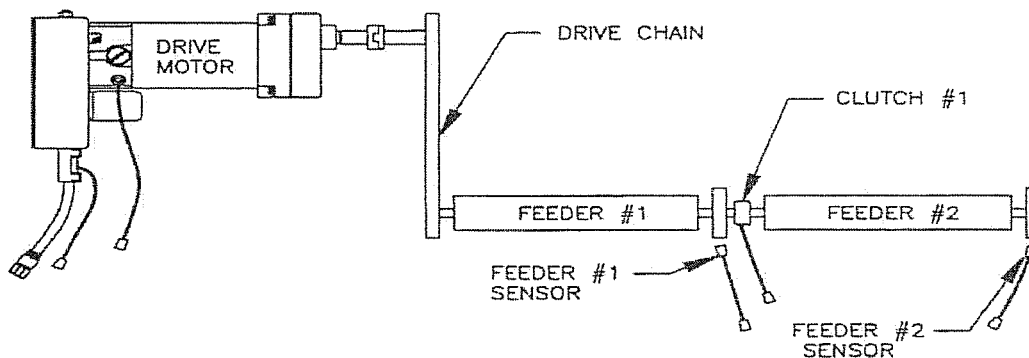 DRIVE
MOTOR
DRIVE CHAIN
CLUTCH #1
FEEDER #1
FEEDER #2
FEEDER #1
SENSOR
FEEDER #2
SENSOR